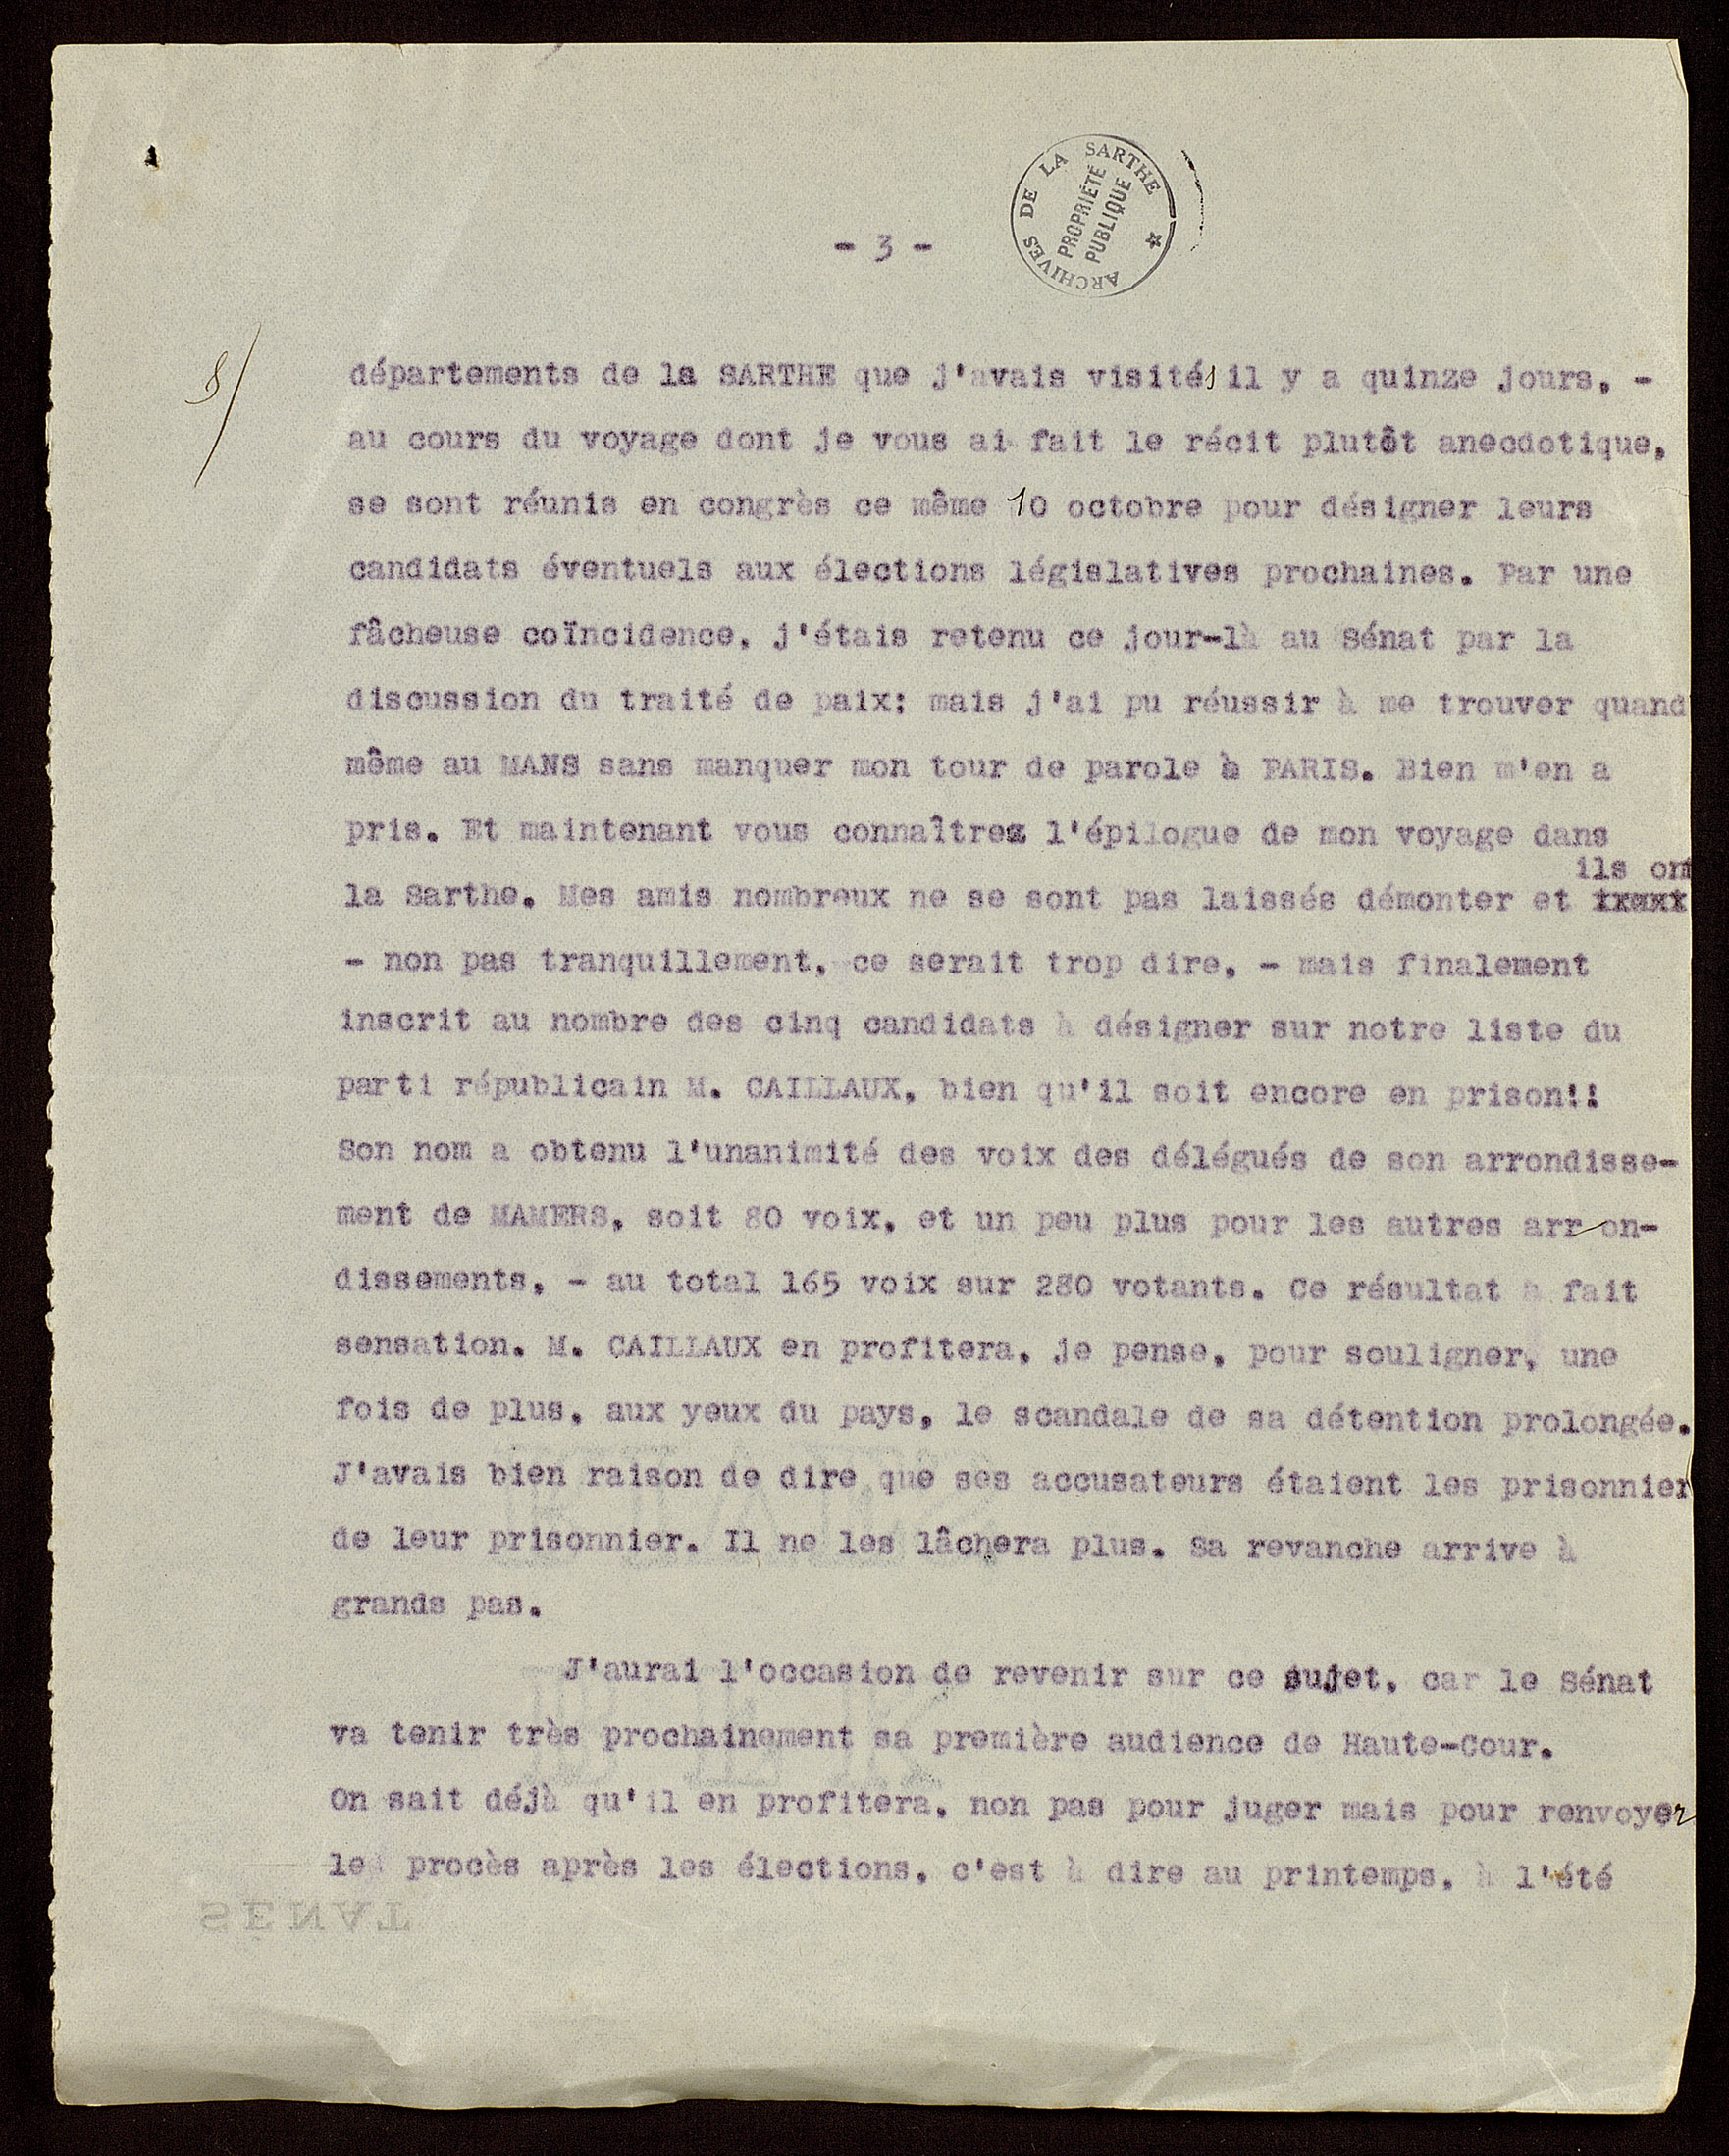 ARCHIVES DE LA SARTHE
PROPRIÉTÉ
PUBLIQUE
- 3 -
départements de la SARTHE que j'avais visités il y a quinze jours, -
au cours du voyage dont je vous ai fait le récit plutôt anecdotique,
se sont réunis en congrès ce même 10 octobre pour désigner leurs
candidats éventuels aux élections législatives prochaines. Par une
fâcheuse coïncidence, j'étais retenu ce jour-là au Sénat par la
discussion du traité de paix; mais j'ai pu réussir à me trouver quand
même au MANS sans manquer mon tour de parole à PARIS. Bien m'en a
pris. Et maintenant vous connaîtrez l'épilogue de mon voyage dans
ils ont
la Sarthe. Mes amis nombreux ne se sont pas laissés démonter et
- non pas tranquillement, ce serait trop dire, - mais finalement
inscrit au nombre des cinq candidats à désigner sur notre liste du
parti républicain M. CAILLAUX, bien qu'il soit encore en prison!!
Son nom a obtenu l'unanimité des voix des délégués de son arrondisse-
ment de MAMERS, soit 80 voix, et un peu plus pour les autres arron-
dissements, - au total 165 voix sur 280 votants. Ce résultat a fait
sensation. M. CAILLAUX en profitera, je pense, pour souligner, une
fois de plus, aux yeux du pays, le scandale de sa détention prolongée.
J'avais bien raison de dire que ses accusateurs étaient les prisonnier
de leur prisonnier. Il ne les lâchera plus. Sa revanche arrive à
grands pas.
J'aurai l'occasion de revenir sur ce sujet, car le Sénat
va tenir très prochainement sa première audience de Haute-Cour.
On sait déjà qu'il en profitera, non pas pour juger mais pour renvoyer
le procès après les élections, c'est à dire au printemps, à l'été
SÉNAT